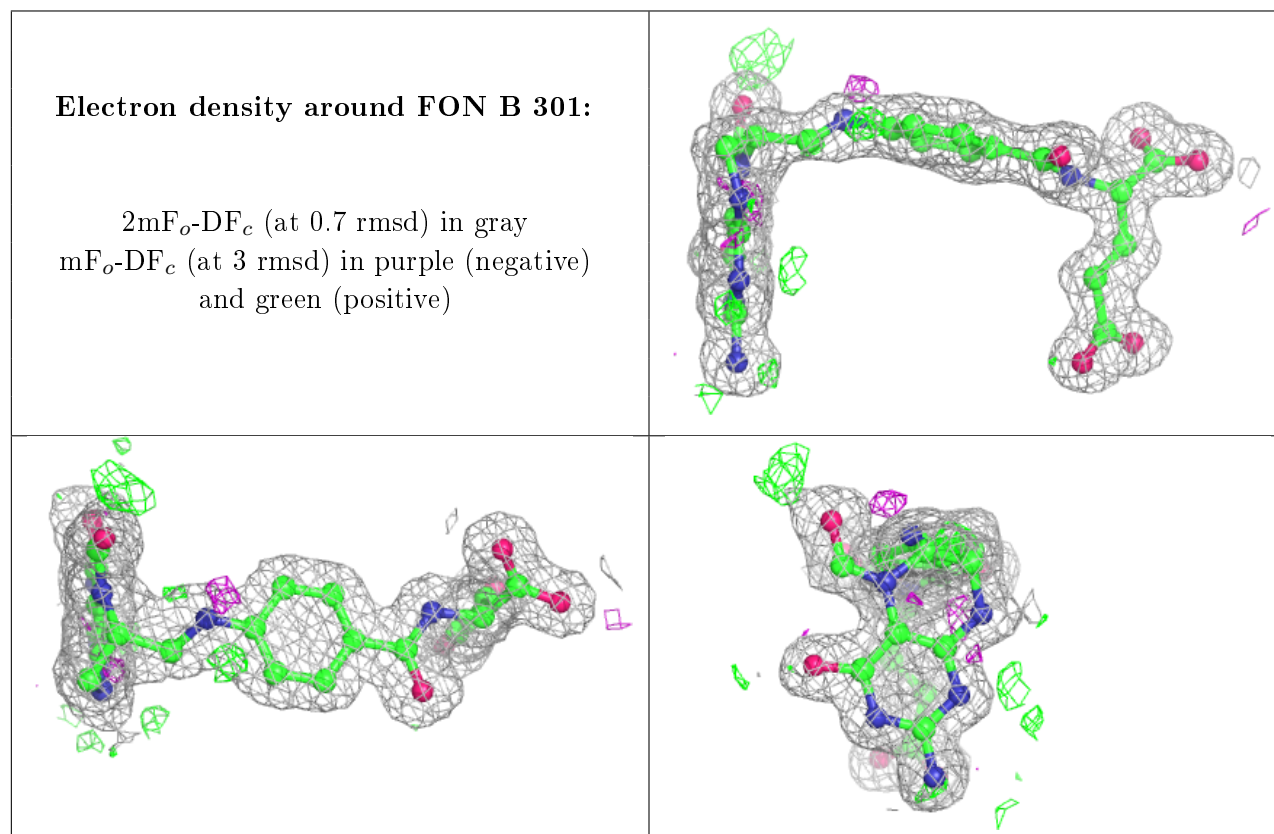 Electron density around FON B 301:
2mFo-DFc (at 0.7 rmsd) in gray
mFo-DFc (at 3 rmsd) in purple (negative)
and green (positive)